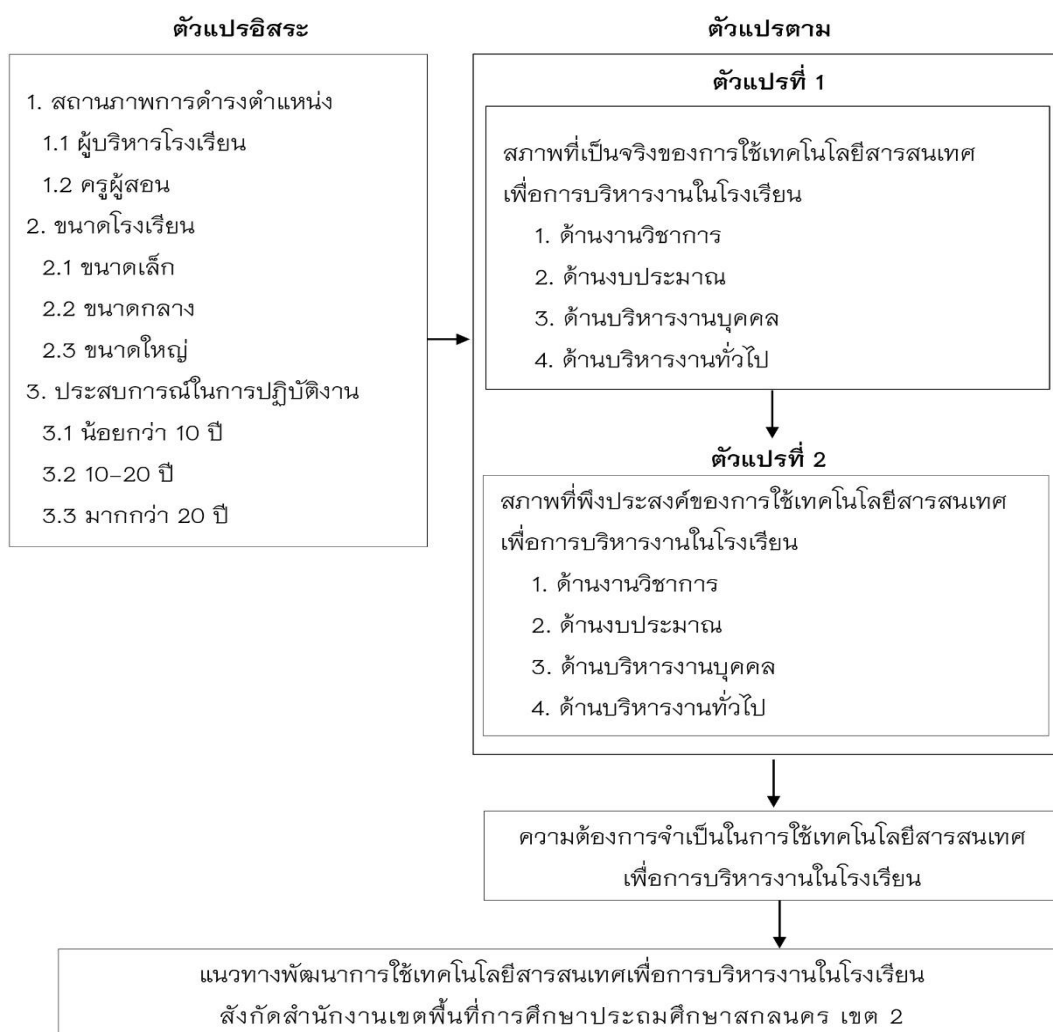 ตัวแปรอิสระ
1. สถานภาพการดำรงตำแหน่ง
1.1 ผู้บริหารโรงเรียน
1.2 ครูผู้สอน
2. ขนาดโรงเรียน
2.1 ขนาดเล็ก
2.2 ขนาดกลาง
2.3 ขนาดใหญ่
3. ประสบการณ์ในการปฏิบัติงาน
3.1 น้อยกว่า 10 ปี
3.2 10–20 ปี
3.3 มากกว่า 20 ปี
ตัวแปรตาม
ตัวแปรที่ 1
สภาพที่เป็นจริงของการใช้เทคโนโลยีสารสนเทศ
เพื่อการบริหารงานในโรงเรียน
1. ด้านงานวิชาการ
2. ด้านงบประมาณ
3. ด้านบริหารงานบุคคล
4. ด้านบริหารงานทั่วไป
ตัวแปรที่ 2
สภาพที่พึงประสงค์ของการใช้เทคโนโลยีสารสนเทศ
เพื่อการบริหารงานในโรงเรียน
1. ด้านงานวิชาการ
2. ด้านงบประมาณ
3. ด้านบริหารงานบุคคล
4. ด้านบริหารงานทั่วไป
ความต้องการจำเป็นในการใช้เทคโนโลยีสารสนเทศ
เพื่อการบริหารงานในโรงเรียน
แนวทางพัฒนาการใช้เทคโนโลยีสารสนเทศเพื่อการบริหารงานในโรงเรียน
สังกัดสำนักงานเขตพื้นที่การศึกษาประถมศึกษาสกลนคร เขต 2